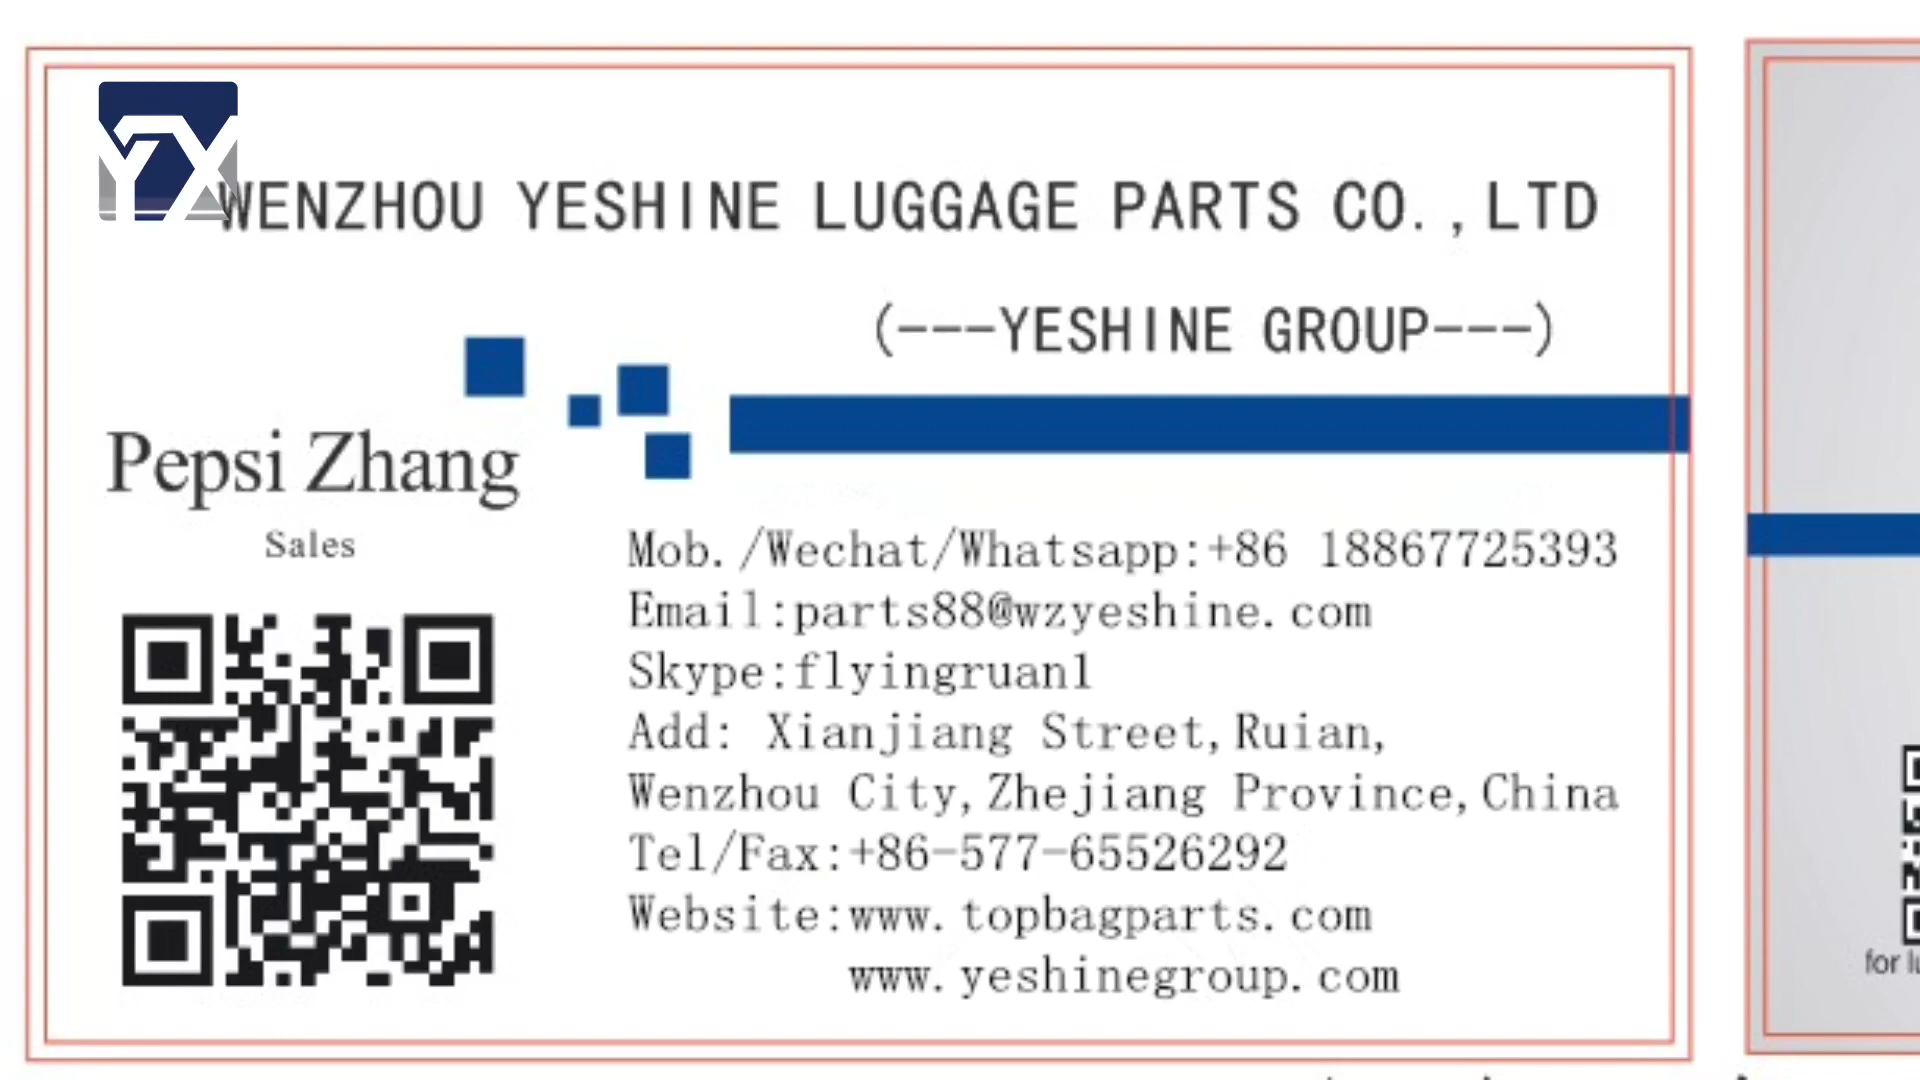 YX
WENZHOU YESHINE LUGGAGE PARTS CO.,LTD
(---YESHINE GROUP---)
Pepsi Zhang
Sales
Mob./Wechat/Whatsapp:+86 18867725393
Email:parts88@wzyeshine.com
Skype:flyingruan1
Add: Xianjiang Street,Ruian,
Wenzhou City,Zhejiang Province,China
Tel/Fax:+86-577-65526292
Website:www.topbagparts.com
www.yeshinegroup.com
for